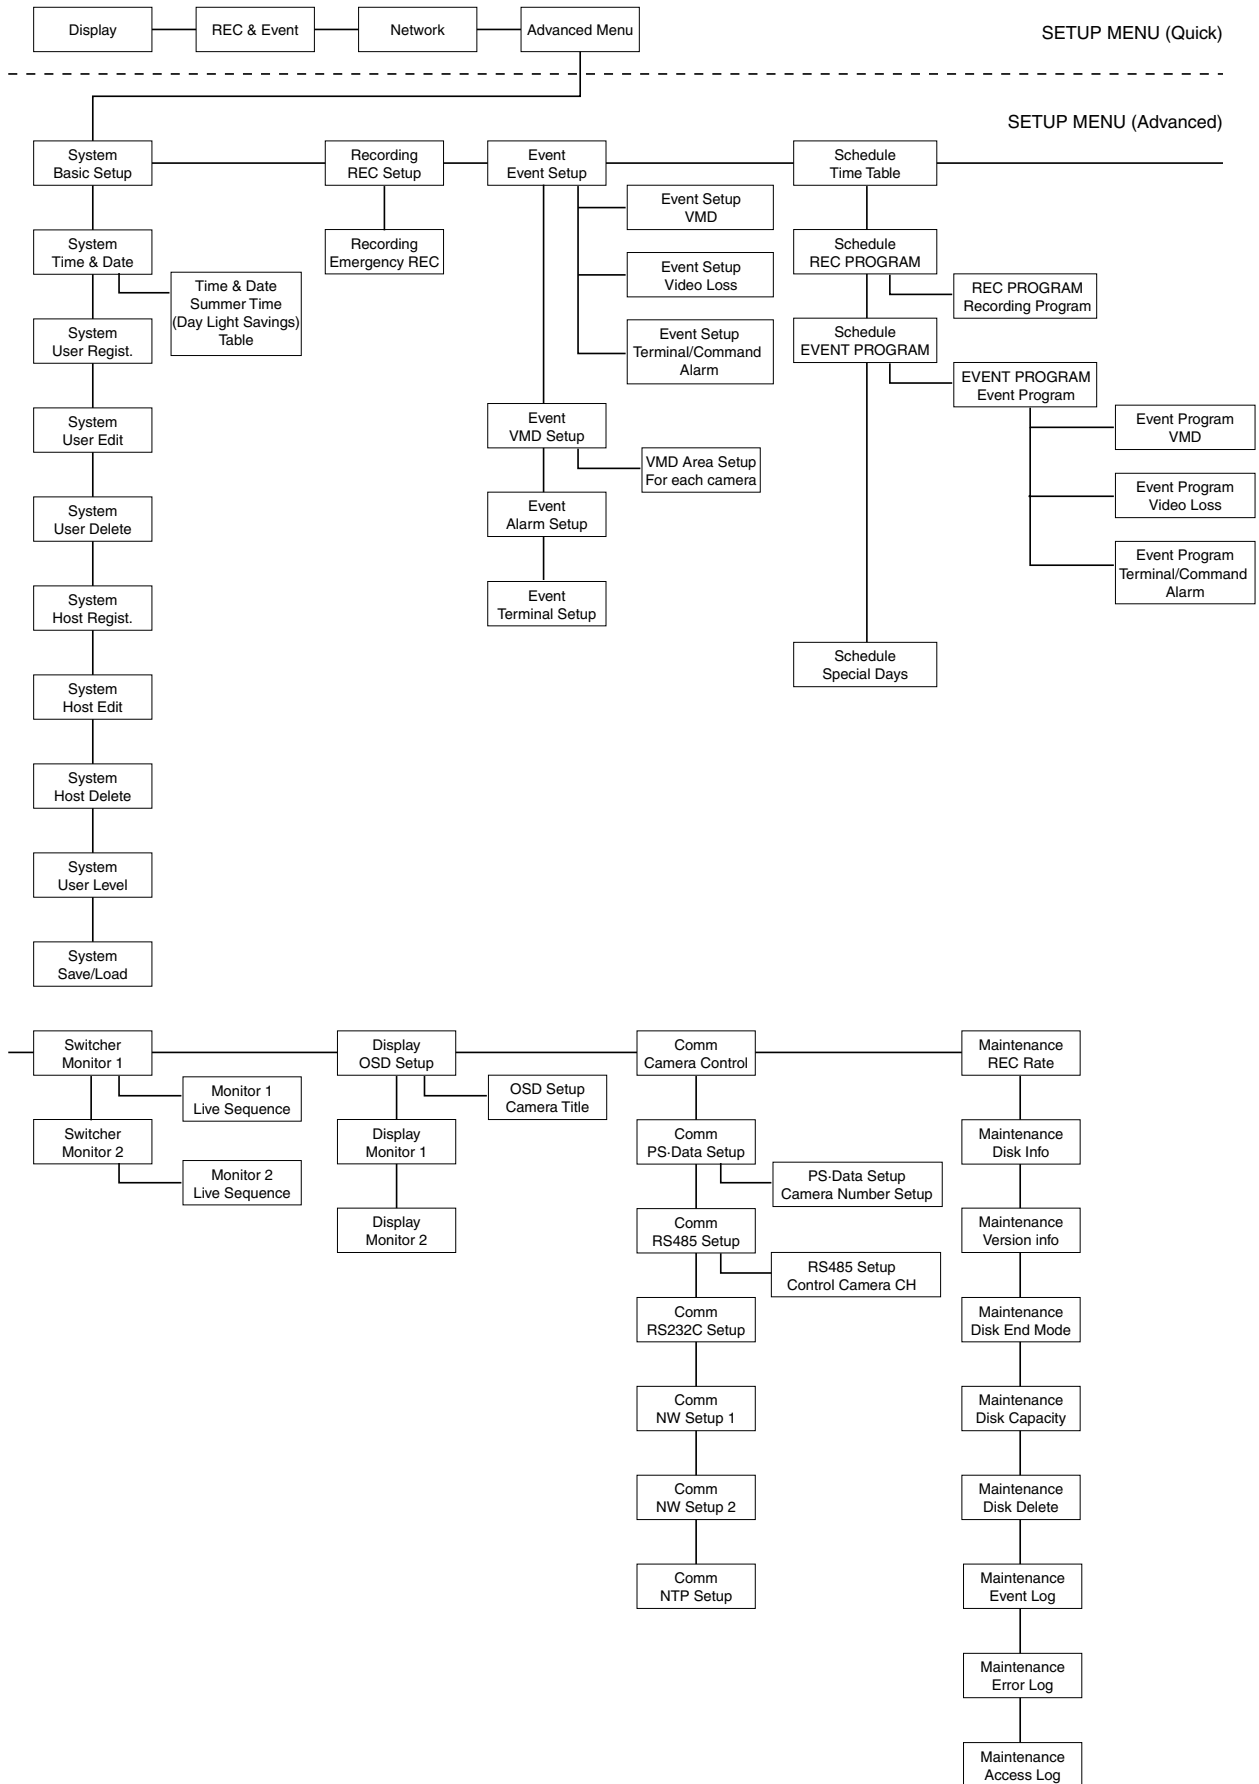 Display
REC & Event
Network
Advanced Menu
SETUP MENU (Quick)
SETUP MENU (Advanced)
System
Basic Setup
System
Time & Date
Time & Date
Summer Time
(Day Light Savings)
Table
System
User Regist.
System
User Edit
System
User Delete
System
Host Regist.
System
Host Edit
System
Host Delete
System
User Level
System
Save/Load
Recording
REC Setup
Recording
Emergency REC
Event
Event Setup
Event Setup
VMD
Event Setup
Video Loss
Event Setup
Terminal/Command
Alarm
Event
VMD Setup
VMD Area Setup
For each camera
Event
Alarm Setup
Event
Terminal Setup
Schedule
Time Table
Schedule
REC PROGRAM
REC PROGRAM
Recording Program
Schedule
EVENT PROGRAM
EVENT PROGRAM
Event Program
Event Program
VMD
Event Program
Video Loss
Event Program
Terminal/Command
Alarm
Schedule
Special Days
Switcher
Monitor 1
Monitor 1
Live Sequence
Switcher
Monitor 2
Monitor 2
Live Sequence
Display
OSD Setup
OSD Setup
Camera Title
Display
Monitor 1
Display
Monitor 2
Comm
Camera Control
Comm
PS·Data Setup
PS·Data Setup
Camera Number Setup
Comm
RS485 Setup
RS485 Setup
Control Camera CH
Comm
RS232C Setup
Comm
NW Setup 1
Comm
NW Setup 2
Comm
NTP Setup
Maintenance
REC Rate
Maintenance
Disk Info
Maintenance
Version info
Maintenance
Disk End Mode
Maintenance
Disk Capacity
Maintenance
Disk Delete
Maintenance
Event Log
Maintenance
Error Log
Maintenance
Access Log